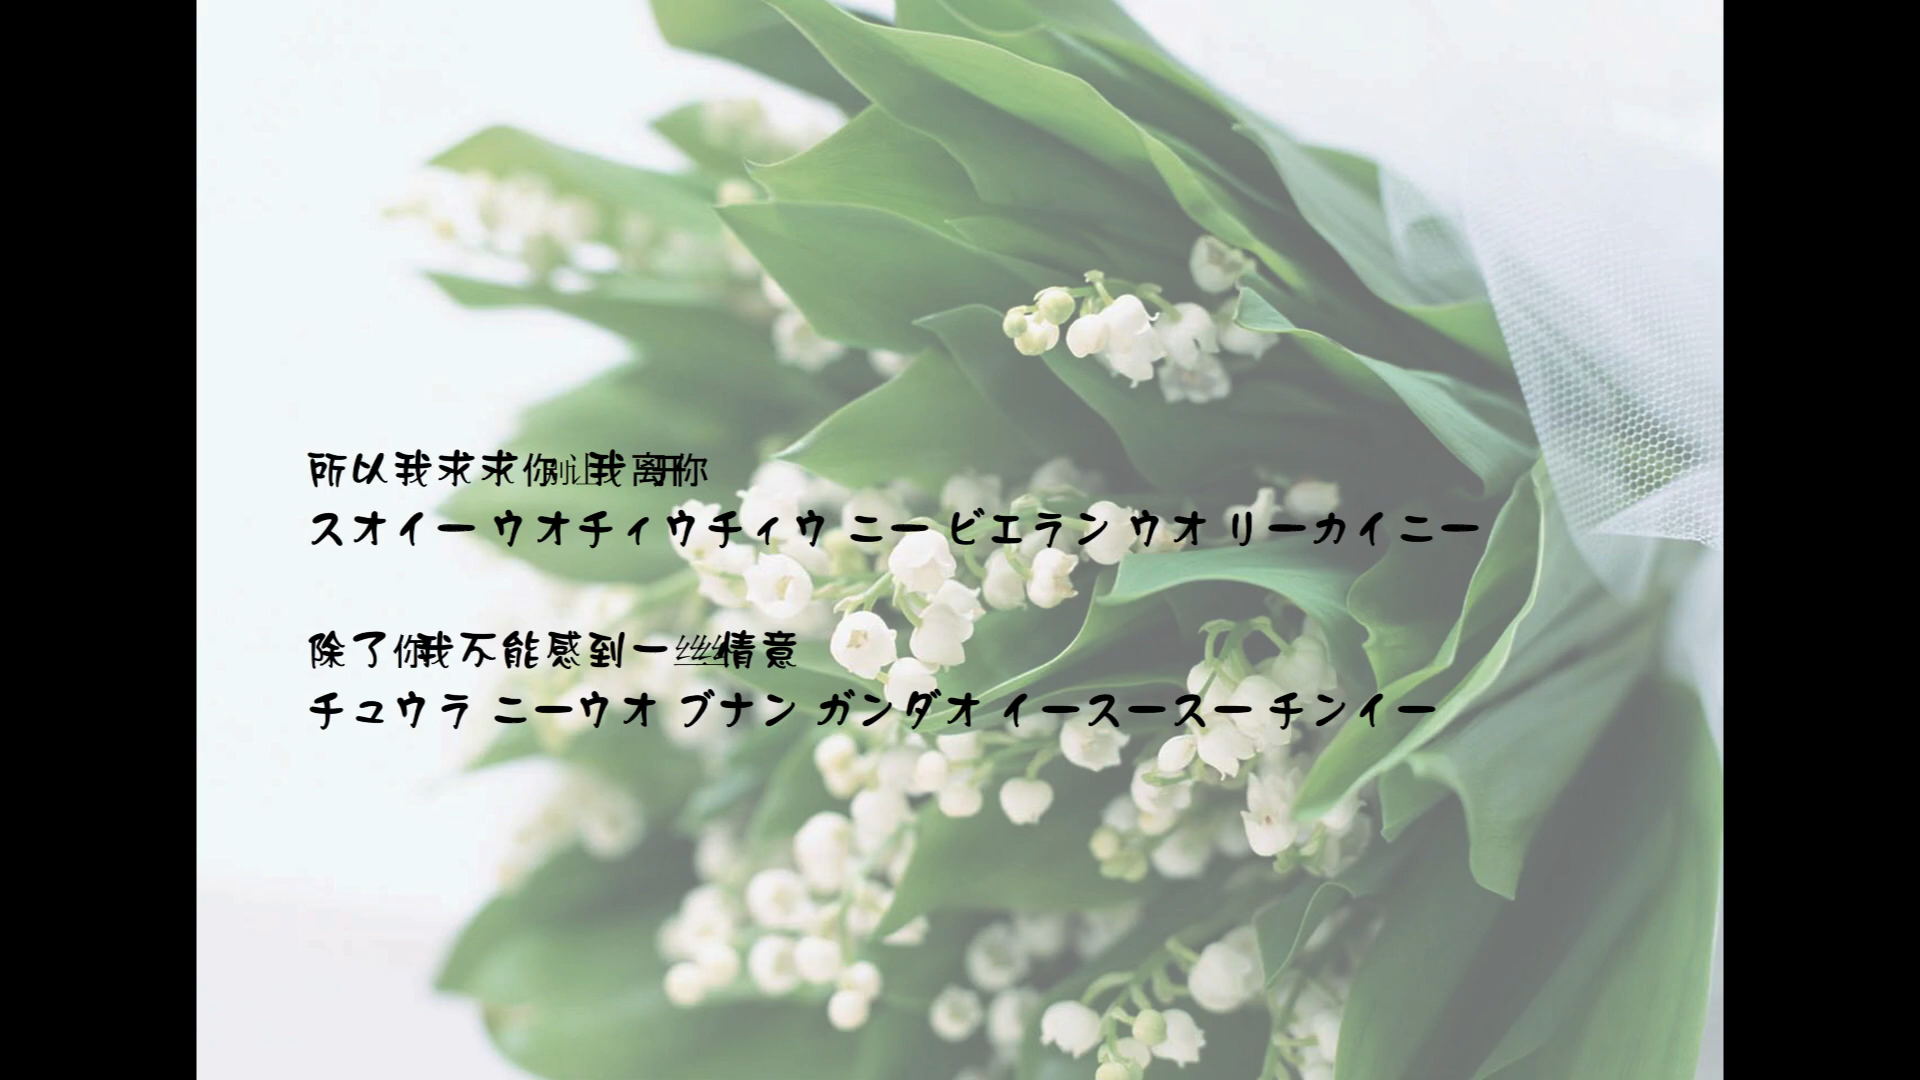 所以我求求你别让我离开你
スオイー ウオチィウチィウ ニー ビエラン ウオ リーカイニー
除了你我不能感到一丝丝情意
チュウラ ニーウオ ブナン ガンダオ イースースー チンイー